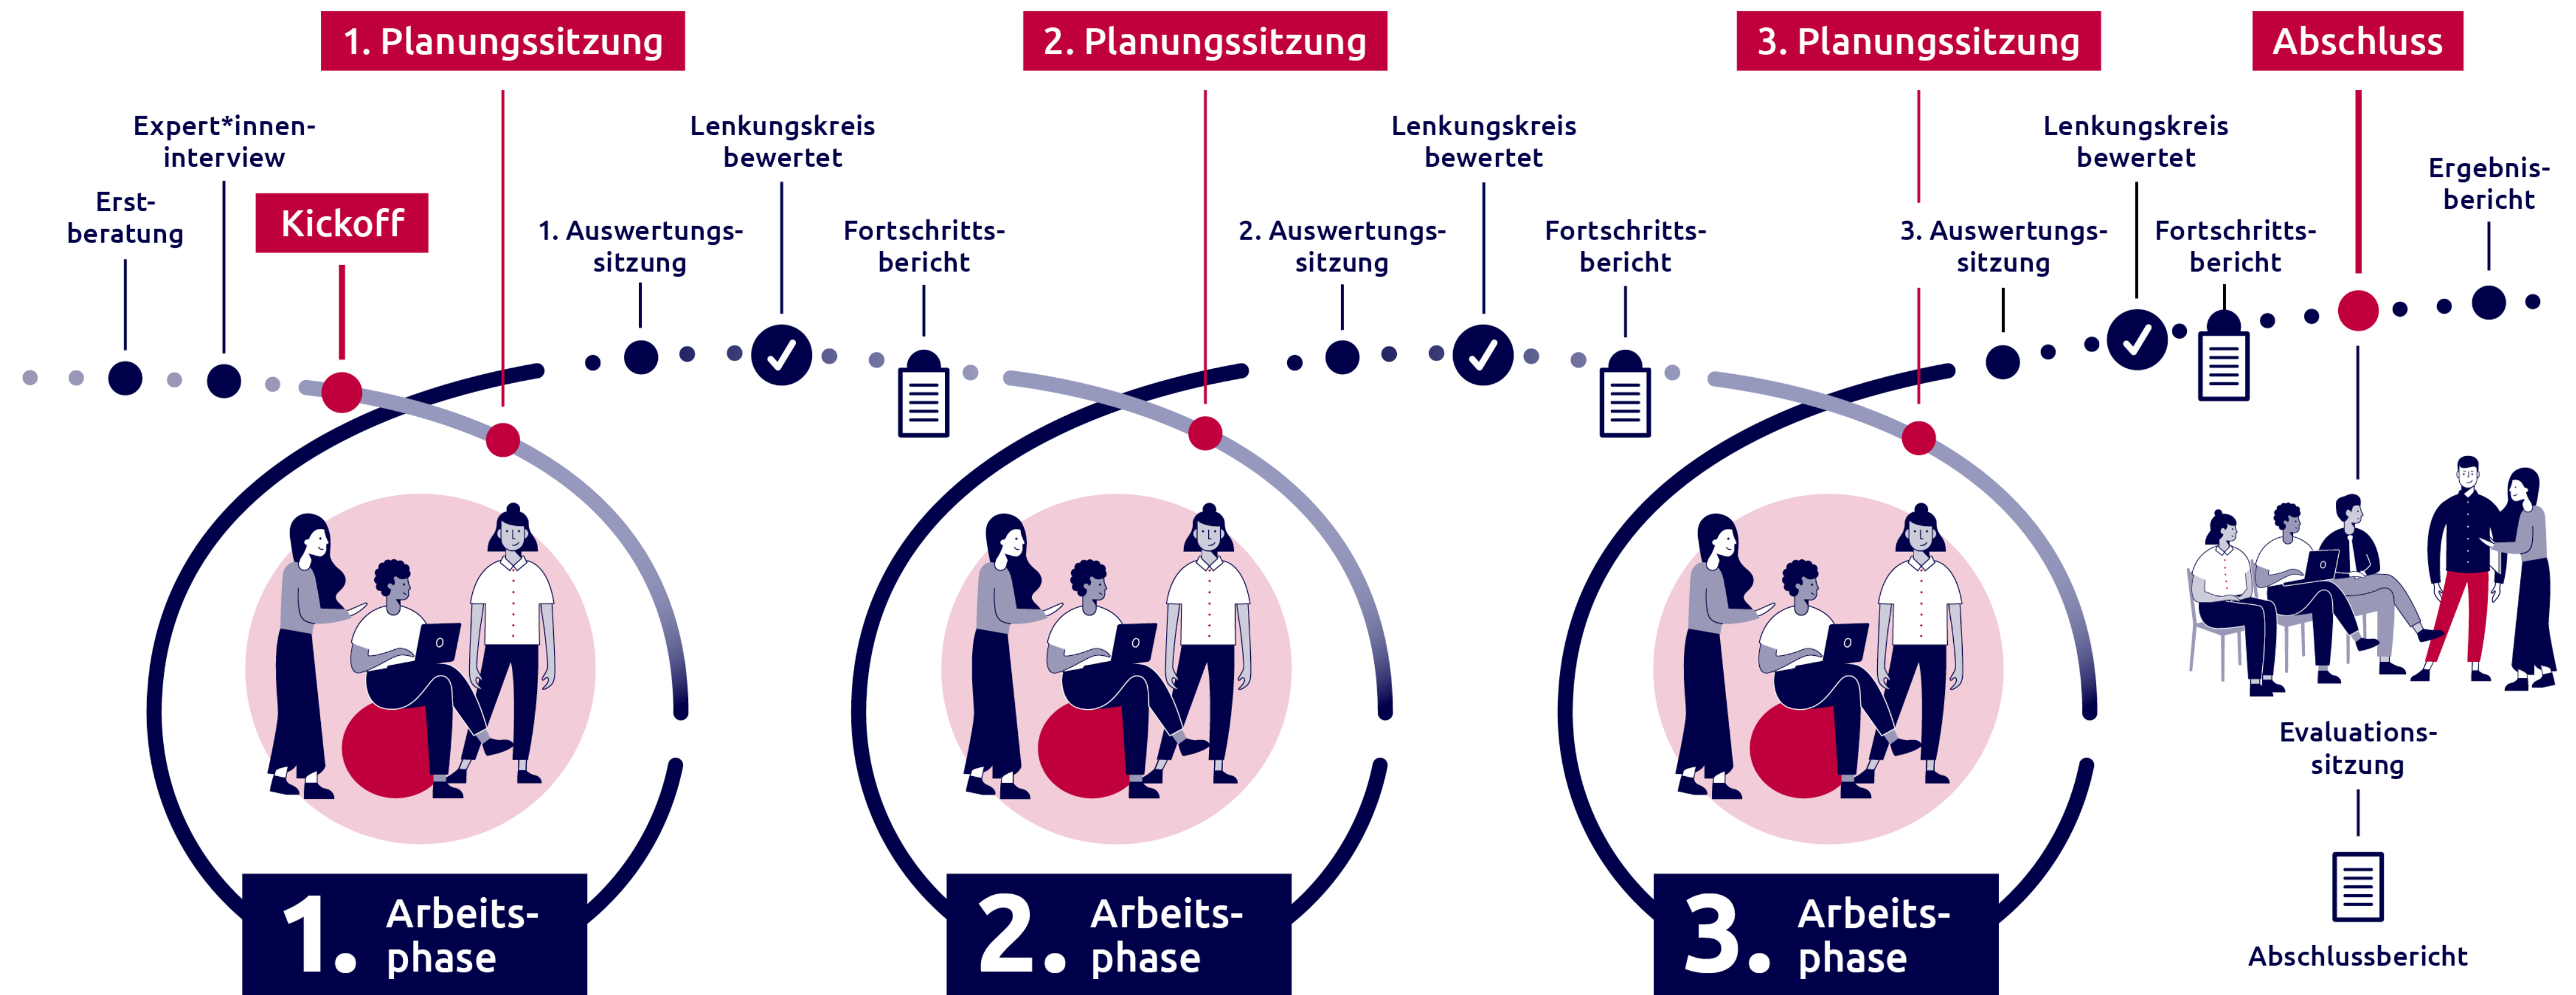 1. Planungssitzung
2. Planungssitzung
3. Planungssitzung
Abschluss
Expert*innen-
interview
Erst-
beratung
Kickoff
Lenkungskreis
bewertet
1. Auswertungs-
sitzung
Fortschritts-
bericht
Lenkungskreis
bewertet
2. Auswertungs-
sitzung
Fortschritts-
bericht
Lenkungskreis
bewertet
3. Auswertungs-
sitzung
Fortschritts-
bericht
Ergebnis-
bericht
1. Arbeits-
phase
2. Arbeits-
phase
3. Arbeits-
phase
Evaluations-
sitzung
Abschlussbericht